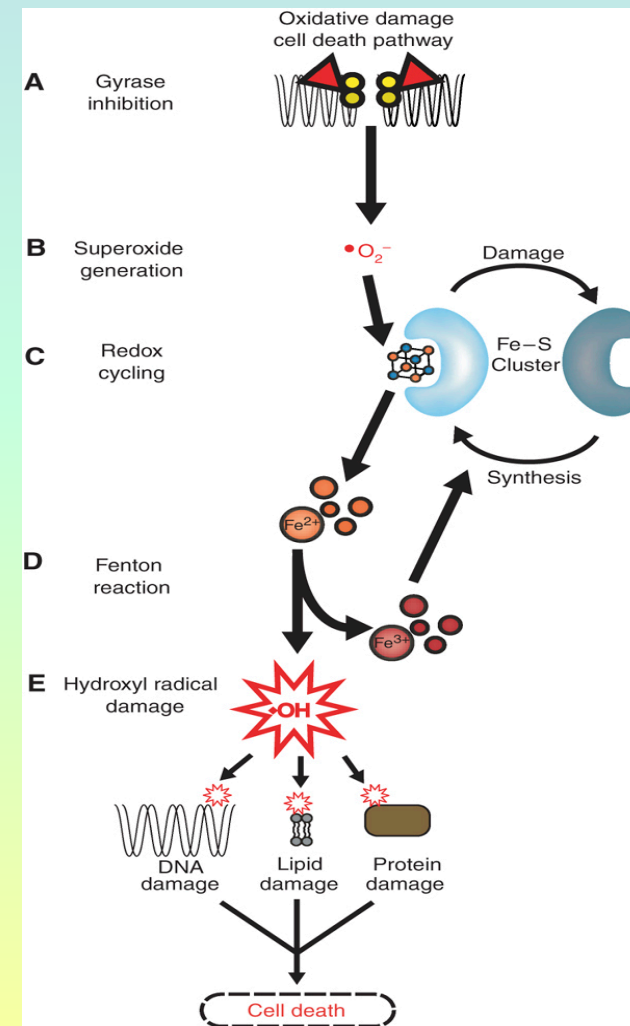 Oxidative damage
cell death pathway
A
Gyrase
inhibition
B
Superoxide
generation
•O₂⁻
Damage
C
Redox
cycling
Fe–S
Cluster
Synthesis
Fe²⁺
D
Fenton
reaction
Fe³⁺
E
Hydroxyl radical
damage
•OH
DNA
damage
Lipid
damage
Protein
damage
Cell death